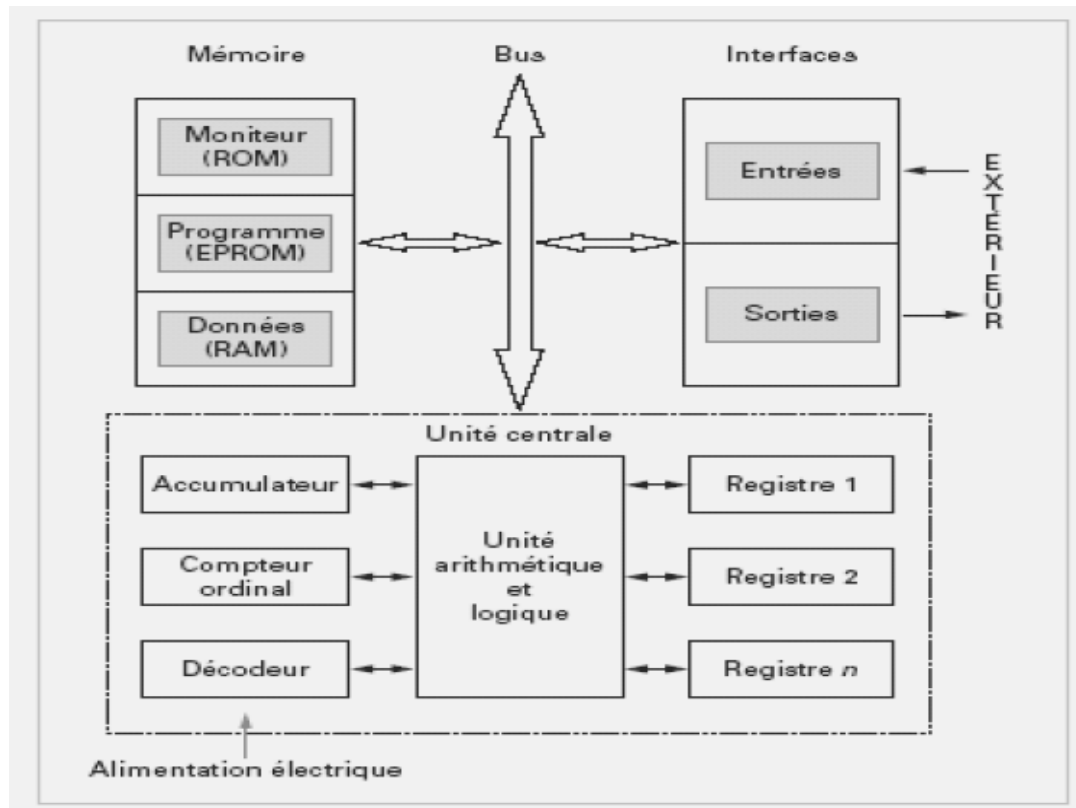 Mémoire
Bus
Interfaces
Moniteur
(ROM)
Programme
(EPROM)
Données
(RAM)
Entrées
Sorties
EXTERIEUR
Unité centrale
Accumulateur
Compteur
ordinal
Décodeur
Unité
arithmétique
et
logique
Registre 1
Registre 2
Registre n
Alimentation électrique